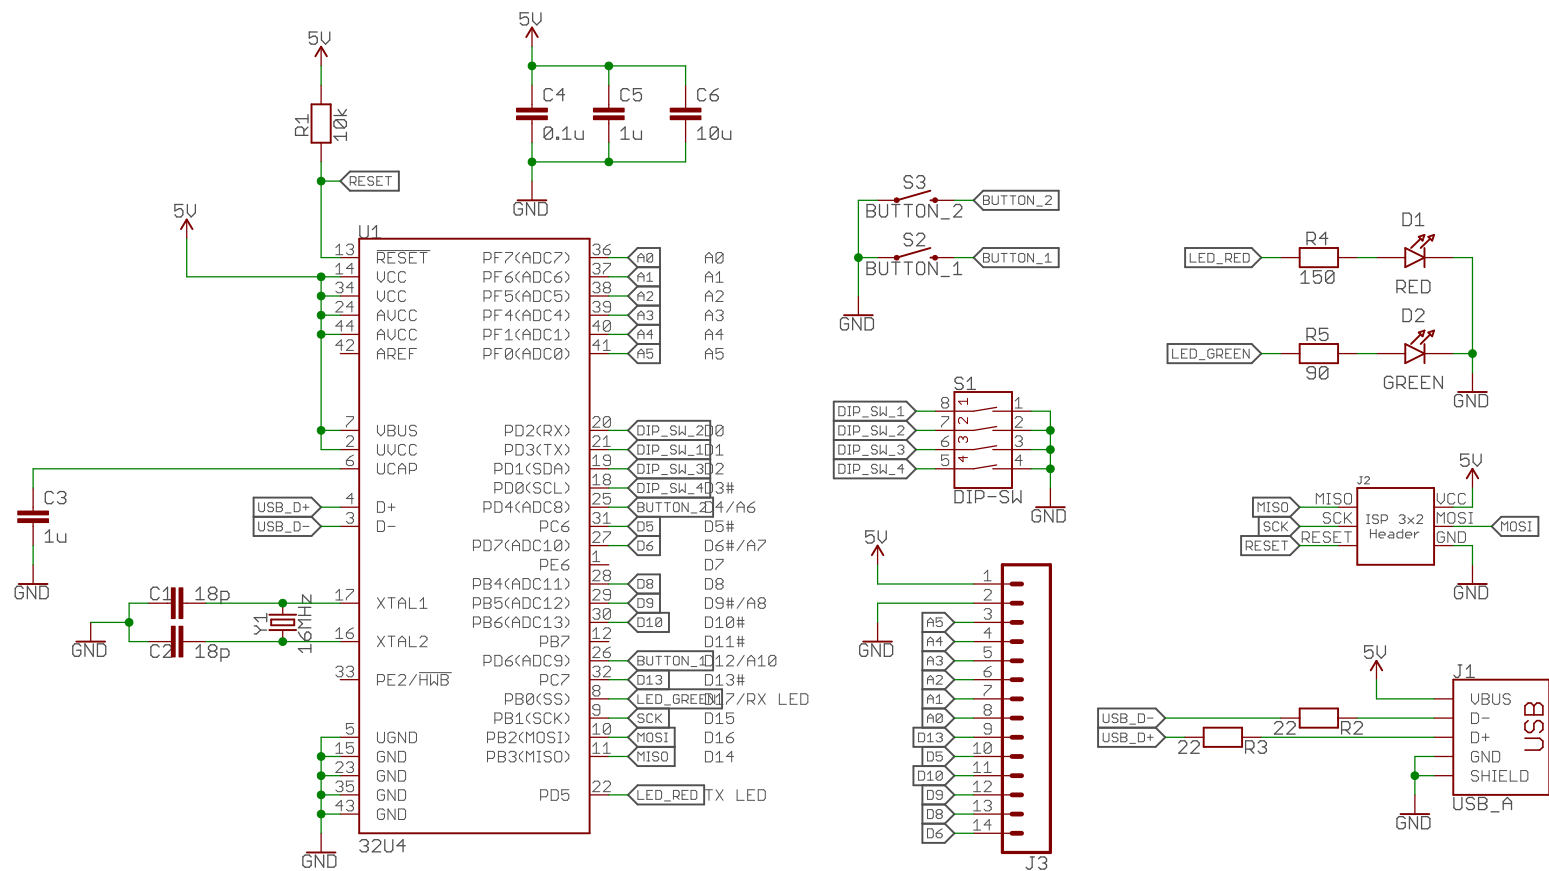 5V
5V
C4
C5
C6
0.1u
1u
10u
GND
R1
10k
RESET
5V
U1
13 RESET PF7(ADC7) 36 A0 A0
14 VCC PF6(ADC6) 37 A1 A1
34 VCC PF5(ADC5) 38 A2 A2
24 AVCC PF4(ADC4) 39 A3 A3
44 AVCC PF1(ADC1) 40 A4 A4
42 AREF PF0(ADC0) 41 A5 A5
7 VBUS PD2(RX) 20 DIP_SW_2 D0
2 UVCC PD3(TX) 21 DIP_SW_1 D1
6 UCAP PD1(SDA) 19 DIP_SW_3 D2
PD0(SCL) 18 DIP_SW_4 D3#
USB_D+ 4 D+ PD4(ADC8) 25 BUTTON_2 D4/A6
USB_D- 3 D- PC6 31 D5 D5#
PD7(ADC10) 27 D6 D6#/A7
PE6 1 D7
PB4(ADC11) 28 D8 D8
17 XTAL1 PB5(ADC12) 29 D9 D9#/A8
PB6(ADC13) 30 D10 D10#
16 XTAL2 PB7 12 D11#
PD6(ADC9) 26 BUTTON_1 D12/A10
33 PE2/HWB PC7 32 D13 D13#
PB0(SS) 8 LED_GREEN D17/RX LED
PB1(SCK) 9 SCK D15
5 UGND PB2(MOSI) 10 MOSI D16
15 GND PB3(MISO) 11 MISO D14
23 GND
35 GND PD5 22 LED_RED TX LED
43 GND
32U4
GND
C3
1u
GND
C1 18p
Y1
16MHz
C2 18p
GND
S3
BUTTON_2
BUTTON_2
S2
BUTTON_1
BUTTON_1
GND
S1
DIP_SW_1 8 1 1
DIP_SW_2 7 2 2
DIP_SW_3 6 3 3
DIP_SW_4 5 4 4
DIP-SW
GND
5V
1
2
GND
A5 3
A4 4
A3 5
A2 6
A1 7
A0 8
D13 9
D5 10
D10 11
D9 12
D8 13
D6 14
J3
D1
LED_RED
R4
150
RED
D2
LED_GREEN
R5
90
GREEN
GND
5V
J2
MISO MISO VCC
SCK SCK ISP 3x2 MOSI MOSI
RESET RESET Header GND
GND
5V
J1
VBUS
USB_D- R2 D-
USB_D+ 22 R3 22 D+
GND
SHIELD
USB
USB_A
GND